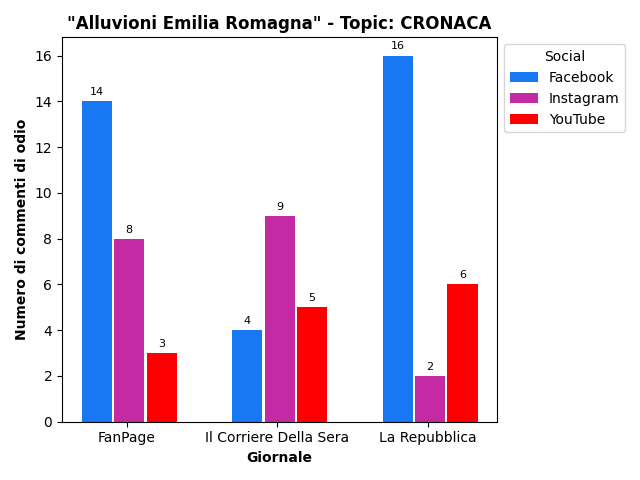 "Alluvioni Emilia Romagna" - Topic: CRONACA
Numero di commenti di odio
16
14
12
10
8
6
4
2
0
14
8
3
4
9
5
16
2
6
FanPage
Il Corriere Della Sera
La Repubblica
Giornale
Social
Facebook
Instagram
YouTube